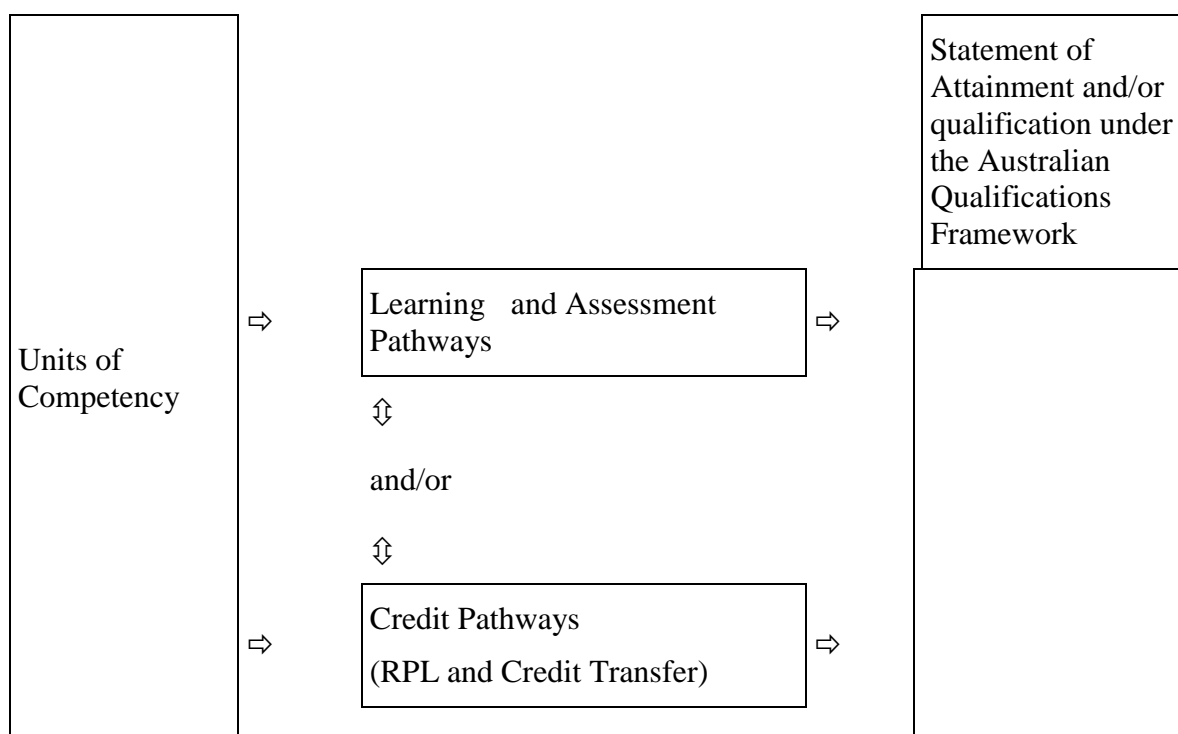 Statement of
Attainment and/or
qualification under
the Australian
Qualifications
Framework
Learning and Assessment
Pathways
⇨
⇨
Units of
Competency
⇳
and/or
⇳
Credit Pathways
⇨
⇨
(RPL and Credit Transfer)